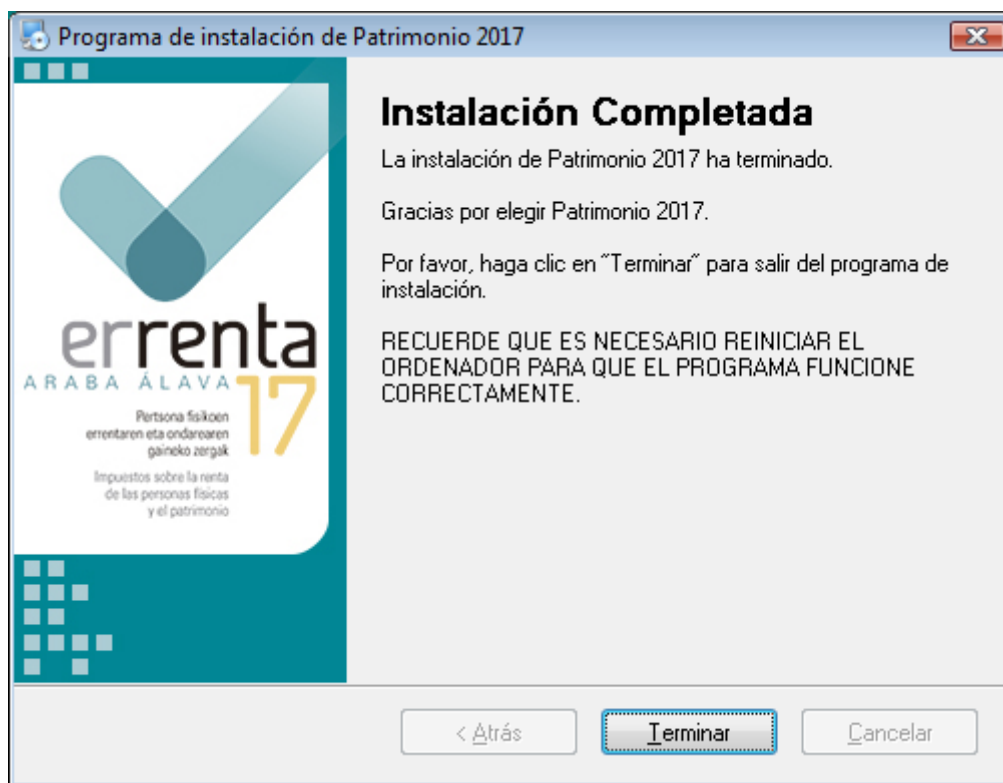 Programa de instalación de Patrimonio 2017
errenta
ARABA ÁLAVA
17
Pertsona fisikoen
errentaren eta ondarearen
gaineko zergak
Impuestos sobre la renta
de las personas físicas
y el patrimonio
Instalación Completada
La instalación de Patrimonio 2017 ha terminado.
Gracias por elegir Patrimonio 2017.
Por favor, haga clic en "Terminar" para salir del programa de
instalación.
RECUERDE QUE ES NECESARIO REINICIAR EL
ORDENADOR PARA QUE EL PROGRAMA FUNCIONE
CORRECTAMENTE.
< Atrás
Terminar
Cancelar